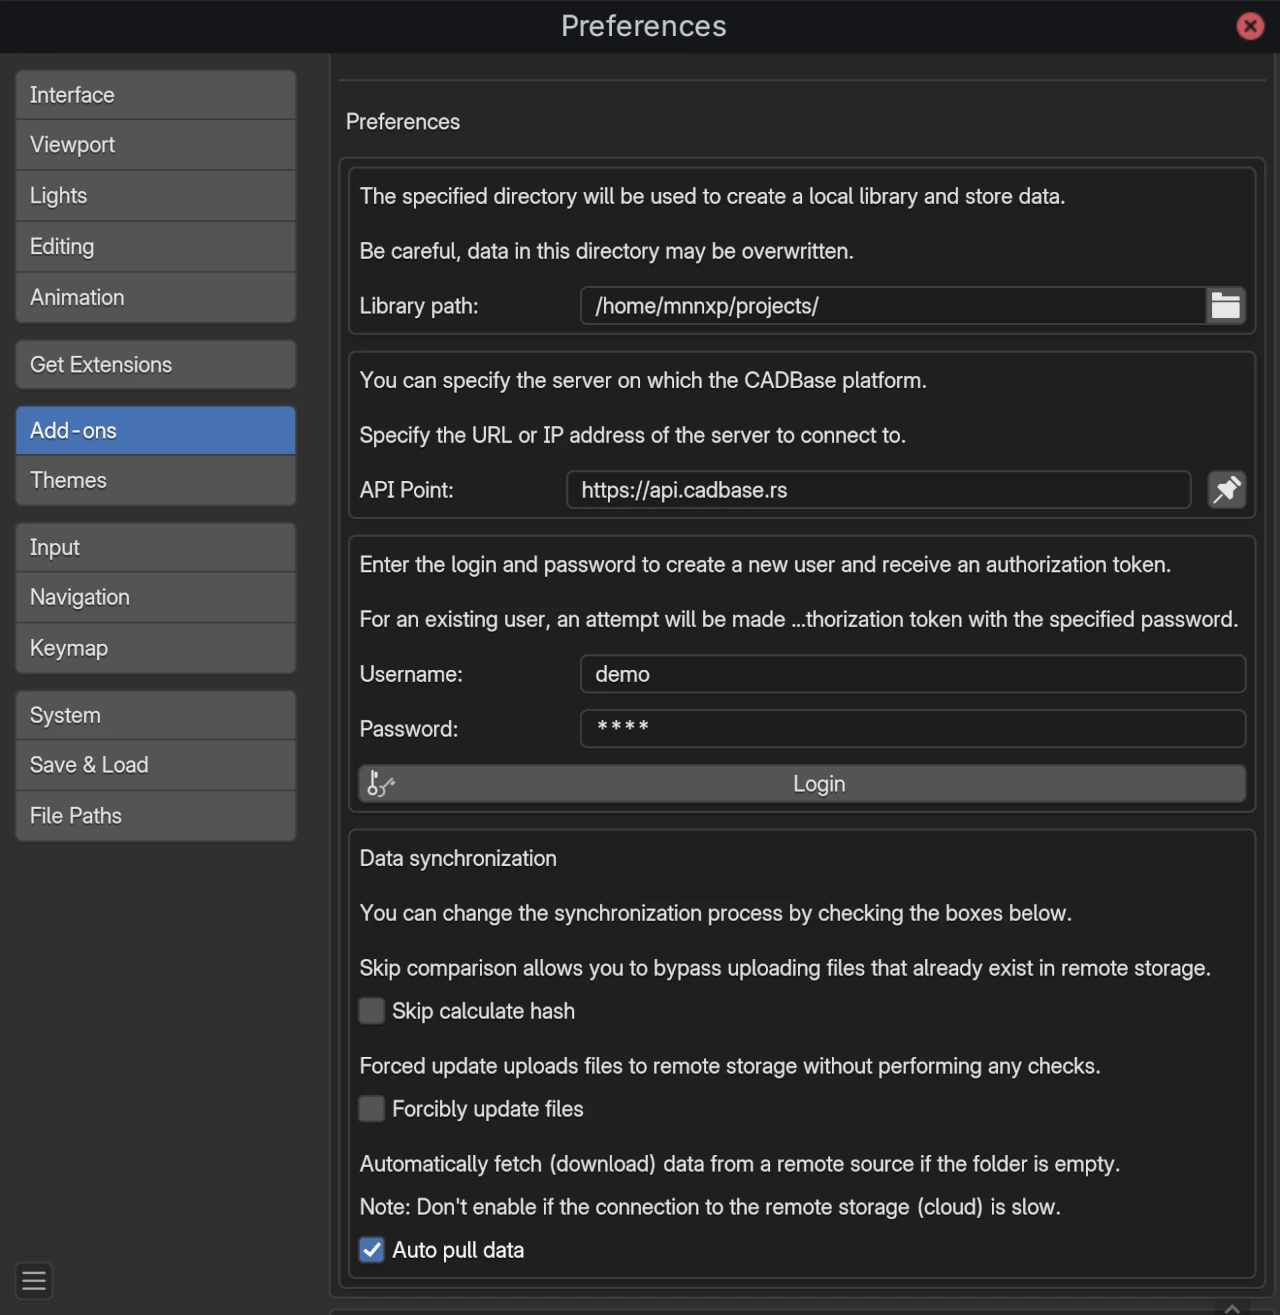 Preferences
Interface
Viewport
Lights
Editing
Animation
Get Extensions
Add-ons
Themes
Input
Navigation
Keymap
System
Save & Load
File Paths
Preferences
The specified directory will be used to create a local library and store data.
Be careful, data in this directory may be overwritten.
Library path: /home/mnnxp/projects/
You can specify the server on which the CADBase platform.
Specify the URL or IP address of the server to connect to.
API Point: https://api.cadbase.rs
Enter the login and password to create a new user and receive an authorization token.
For an existing user, an attempt will be made ...thorization token with the specified password.
Username: demo
Password: ****
Login
Data synchronization
You can change the synchronization process by checking the boxes below.
Skip comparison allows you to bypass uploading files that already exist in remote storage.
Skip calculate hash
Forced update uploads files to remote storage without performing any checks.
Forcibly update files
Automatically fetch (download) data from a remote source if the folder is empty.
Note: Don't enable if the connection to the remote storage (cloud) is slow.
Auto pull data